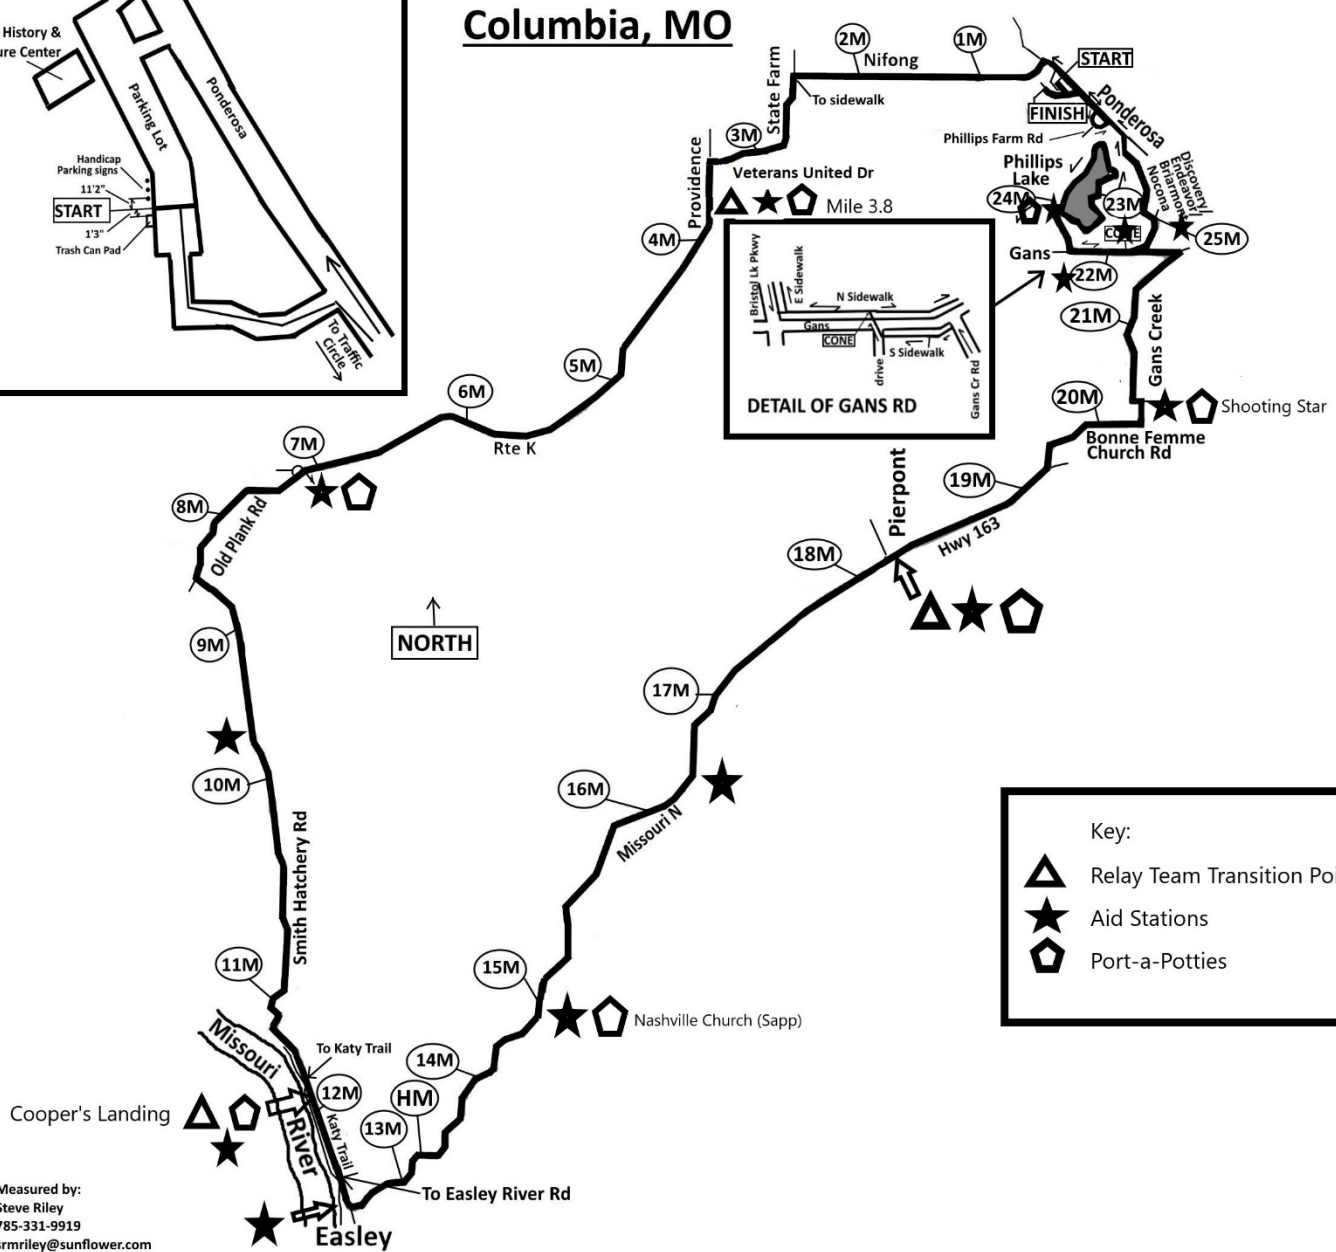 Columbia, MO
History &
ure Center
Parking Lot
Ponderosa
Handicap
Parking signs
11'2"
START
1'3"
Trash Can Pad
To Traffic
Circle
2M
Nifong
1M
START
FINISH
Ponderosa
State Farm
To sidewalk
Phillips Farm Rd
3M
Providence
Veterans United Dr
Mile 3.8
Phillips
Lake
24M
23M
Discovery/
Endeavor/
Briarmont/
Nocona
25M
CONE
4M
Gans
22M
Bristol Lk Pkwy
E Sidewalk
N Sidewalk
Gans
CONE
S Sidewalk
drive
Gans Cr Rd
DETAIL OF GANS RD
21M
Gans Creek
5M
6M
Rte K
7M
20M
Shooting Star
Bonne Femme
Church Rd
8M
Old Plank Rd
19M
Pierpont
Hwy 163
18M
9M
NORTH
17M
10M
16M
Missouri N
Smith Hatchery Rd
Key:
Relay Team Transition Poi
Aid Stations
Port-a-Potties
11M
15M
Nashville Church (Sapp)
Missouri
River
To Katy Trail
14M
12M
HM
Cooper's Landing
Katy Trail
13M
To Easley River Rd
Easley
Measured by:
Steve Riley
785-331-9919
srmriley@sunflower.com